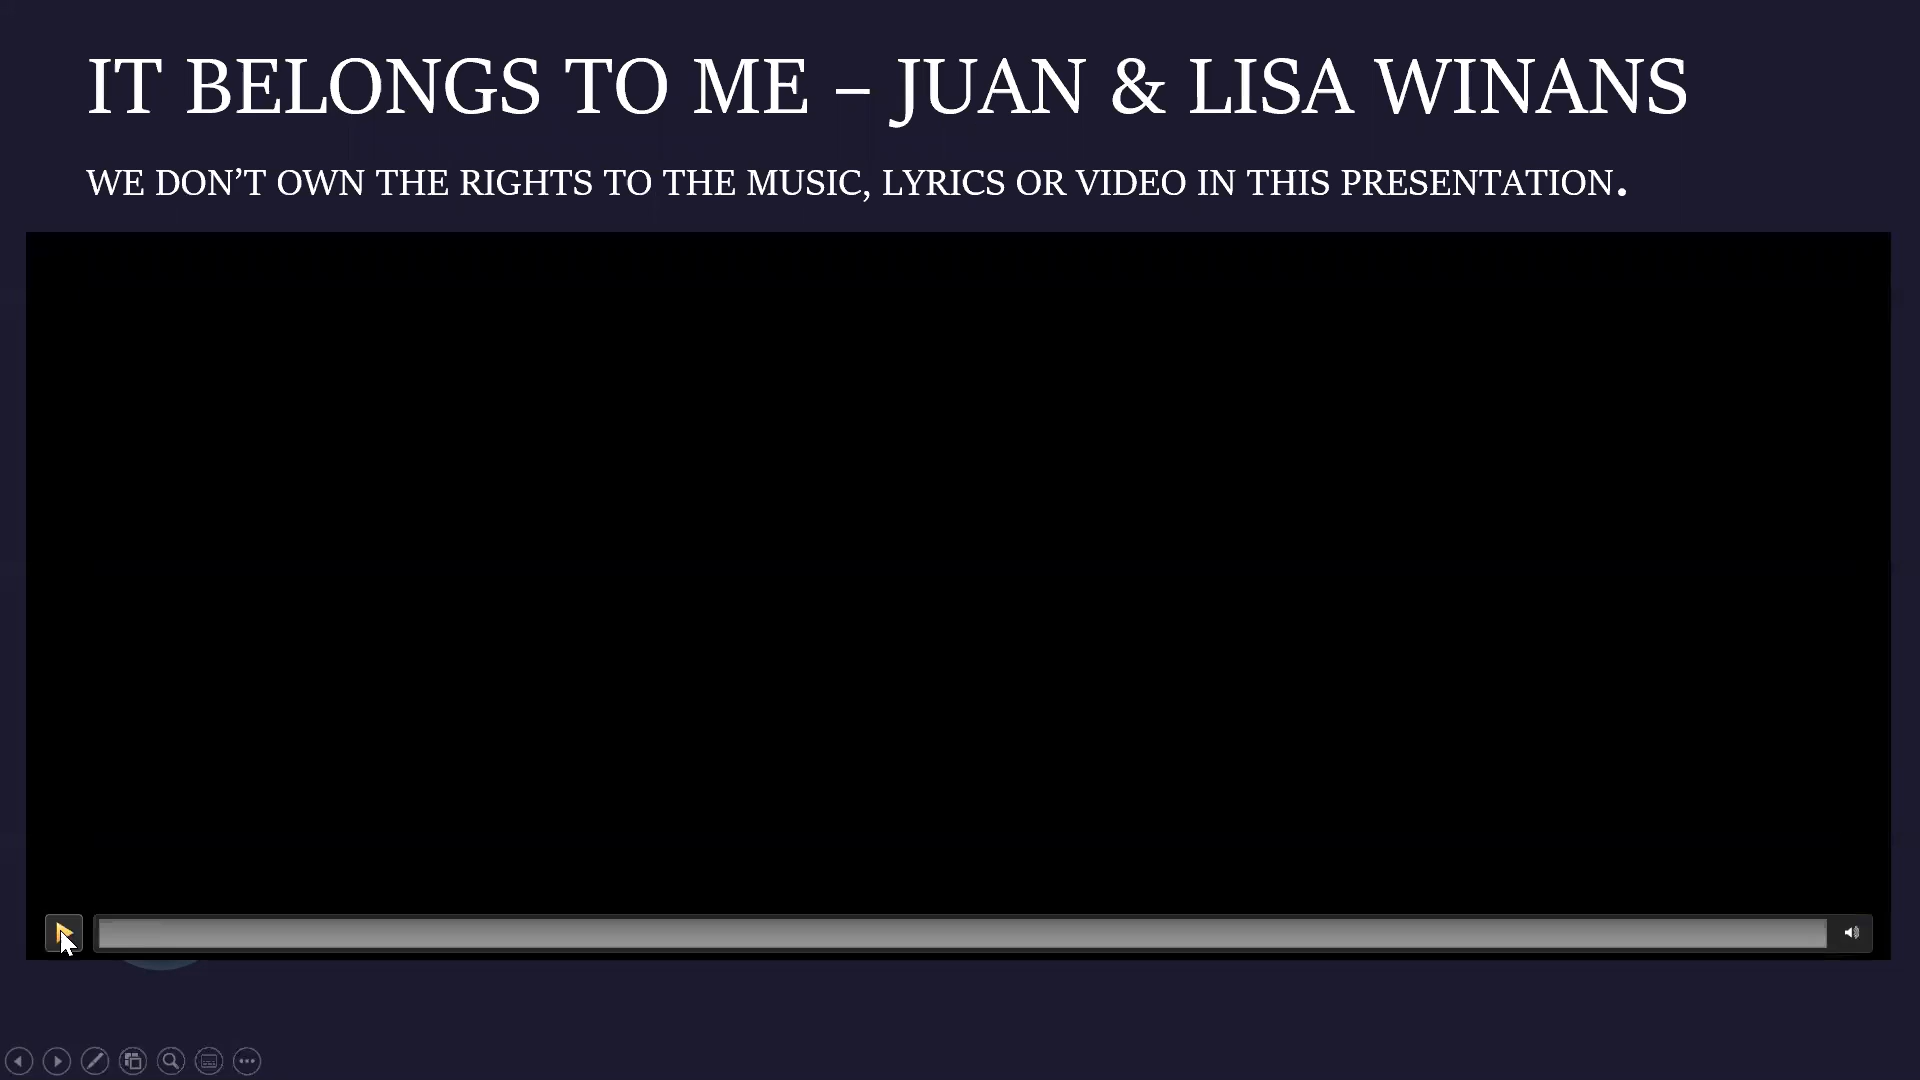 IT BELONGS TO ME – JUAN & LISA WINANS
WE DON’T OWN THE RIGHTS TO THE MUSIC, LYRICS OR VIDEO IN THIS PRESENTATION.